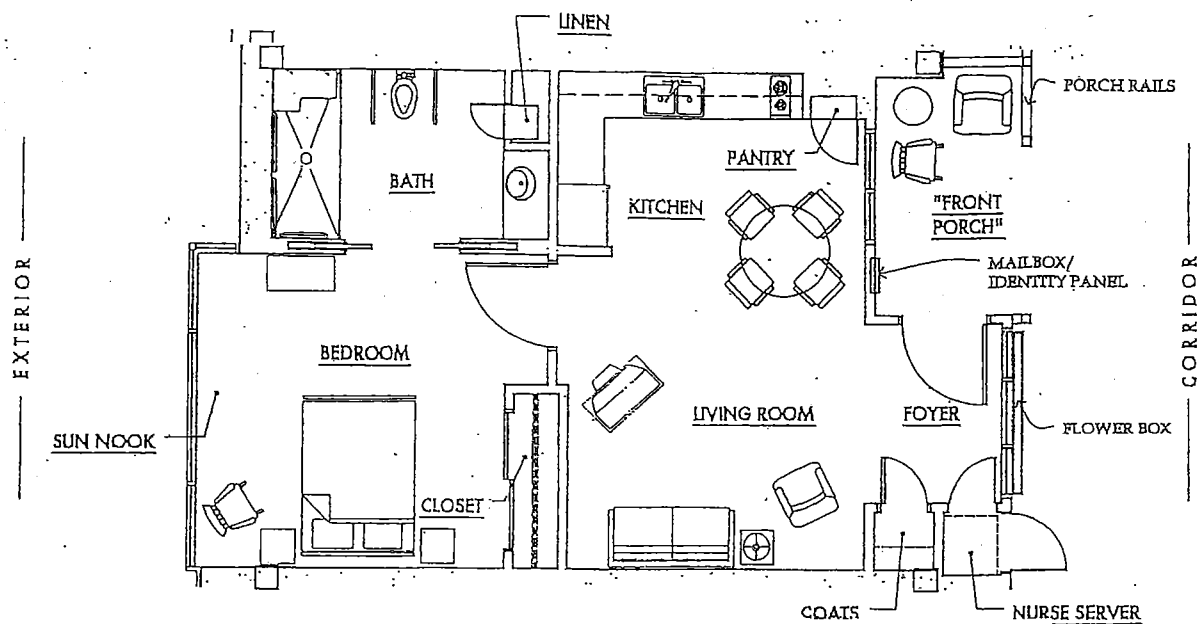 LINEN
PORCH RAILS
PANTRY
BATH
KITCHEN
"FRONT
PORCH"
MAILBOX/
IDENTITY PANEL
EXTERIOR
CORRIDOR
BEDROOM
LIVING ROOM
FOYER
FLOWER BOX
SUN NOOK
CLOSET
COATS
NURSE SERVER